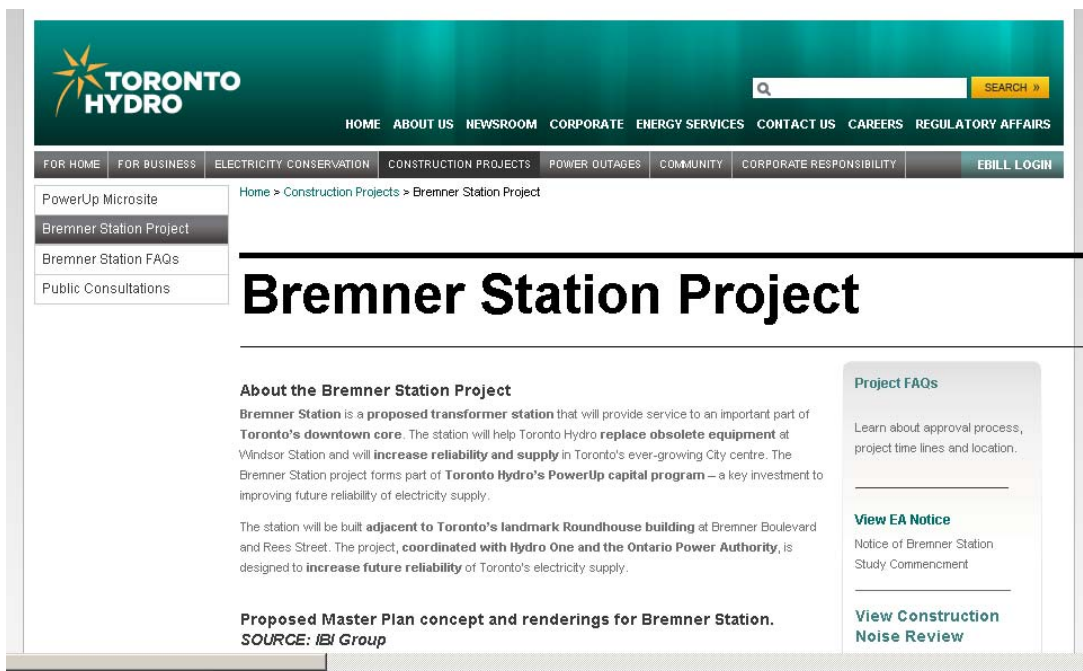 TORONTO
HYDRO
SEARCH »
HOME ABOUT US NEWSROOM CORPORATE ENERGY SERVICES CONTACT US CAREERS REGULATORY AFFAIRS
FOR HOME FOR BUSINESS ELECTRICITY CONSERVATION CONSTRUCTION PROJECTS POWER OUTAGES COMMUNITY CORPORATE RESPONSIBILITY EBILL LOGIN
PowerUp Microsite
Bremner Station Project
Bremner Station FAQs
Public Consultations
Home > Construction Projects > Bremner Station Project
Bremner Station Project
About the Bremner Station Project
Bremner Station is a proposed transformer station that will provide service to an important part of
Toronto's downtown core. The station will help Toronto Hydro replace obsolete equipment at
Windsor Station and will increase reliability and supply in Toronto's ever-growing City centre. The
Bremner Station project forms part of Toronto Hydro's PowerUp capital program – a key investment to
improving future reliability of electricity supply.
The station will be built adjacent to Toronto's landmark Roundhouse building at Bremner Boulevard
and Rees Street. The project, coordinated with Hydro One and the Ontario Power Authority, is
designed to increase future reliability of Toronto's electricity supply.
Proposed Master Plan concept and renderings for Bremner Station.
SOURCE: IBI Group
Project FAQs
Learn about approval process,
project time lines and location.
View EA Notice
Notice of Bremner Station
Study Commencment
View Construction
Noise Review